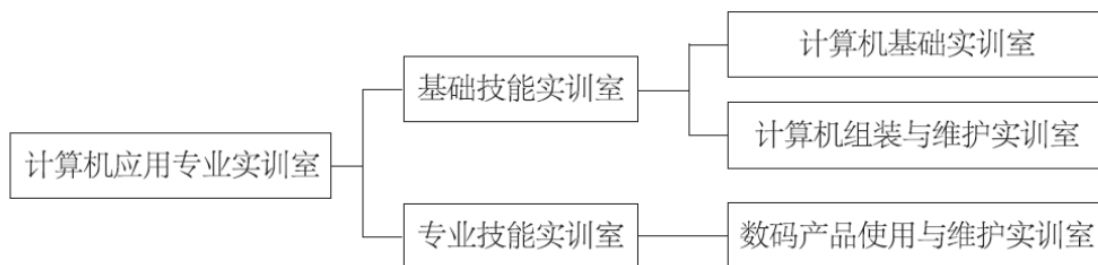 计算机基础实训室
基础技能实训室
计算机组装与维护实训室
计算机应用专业实训室
专业技能实训室
数码产品使用与维护实训室